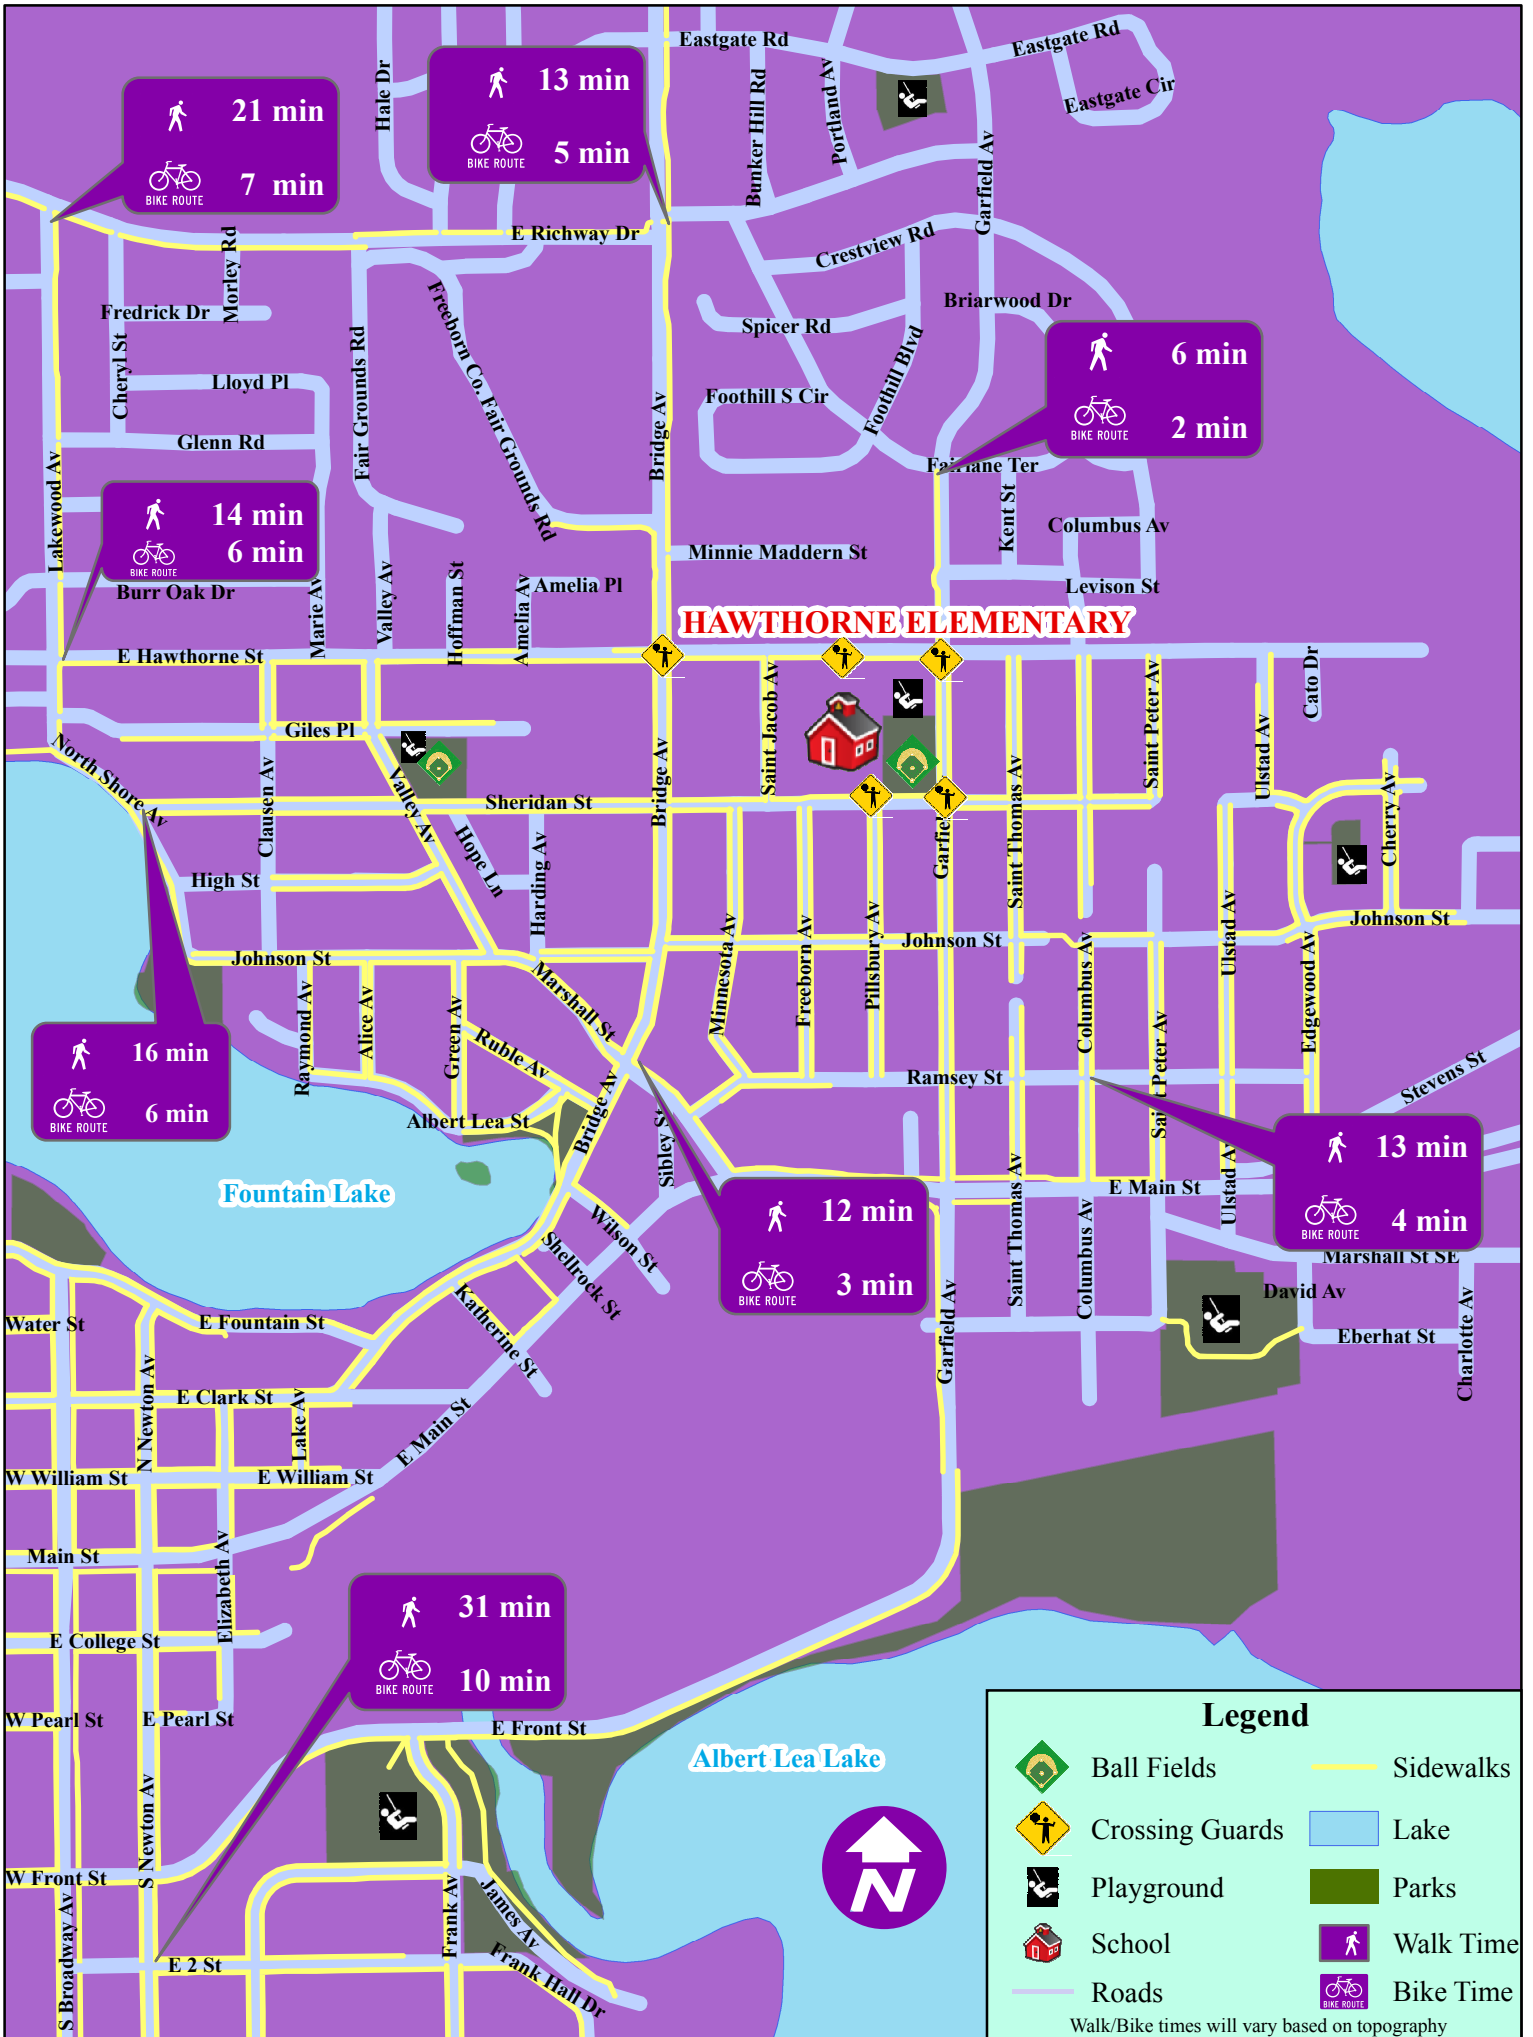 Eastgate Rd
Eastgate Rd
Eastgate Cir
Hale Dr
13 min
5 min
BIKE ROUTE
21 min
7 min
BIKE ROUTE
Bunker Hill Rd
Portland Av
Garfield Av
E Richway Dr
Crestview Rd
Morley Rd
Fredrick Dr
Briarwood Dr
Spicer Rd
Cheryl St
Fair Grounds Rd
Freeborn Co. Fair Grounds Rd
Foothill Blvd
6 min
2 min
BIKE ROUTE
Lloyd Pl
Foothill S Cir
Glenn Rd
Bridge Av
Fairlane Ter
Lakewood Av
14 min
6 min
BIKE ROUTE
Kent St
Columbus Av
Minnie Maddern St
Levison St
Burr Oak Dr
Marie Av
Valley Av
Hoffman St
Amelia Av
Amelia Pl
HAWTHORNE ELEMENTARY
E Hawthorne St
Saint Jacob Av
Saint Peter Av
Cato Dr
Giles Pl
North Shore Av
Clausen Av
Valley Av
Bridge Av
Saint Thomas Av
Ulstad Av
Sheridan St
Garfiel
Cherry Av
Hope Ln
Harding Av
High St
Johnson St
Johnson St
Johnson St
Minnesota Av
Freeborn Av
Pillsbury Av
Columbus Av
Ulstad Av
Edgewood Av
Marshall St
Raymond Av
Alice Av
Green Av
Ruble Av
16 min
6 min
BIKE ROUTE
Saint Peter Av
Ramsey St
Stevens St
Albert Lea St
Bridge Av
Sibley St
13 min
4 min
BIKE ROUTE
Fountain Lake
Saint Thomas Av
E Main St
Columbus Av
Ulstad Av
Wilson St
12 min
3 min
BIKE ROUTE
Shellrock St
Marshall St SE
David Av
Katherine St
Water St
E Fountain St
Garfield Av
Eberhat St
Charlotte Av
N Newton Av
E Clark St
Lake Av
E Main St
W William St
E William St
Main St
Elizabeth Av
31 min
10 min
BIKE ROUTE
E College St
W Pearl St
E Pearl St
E Front St
Albert Lea Lake
S Newton Av
W Front St
S Broadway Av
Frank Av
James Av
E 2 St
Frank Hall Dr
N
Legend
Ball Fields
Sidewalks
Crossing Guards
Lake
Playground
Parks
School
Walk Time
Roads
BIKE ROUTE
Bike Time
Walk/Bike times will vary based on topography